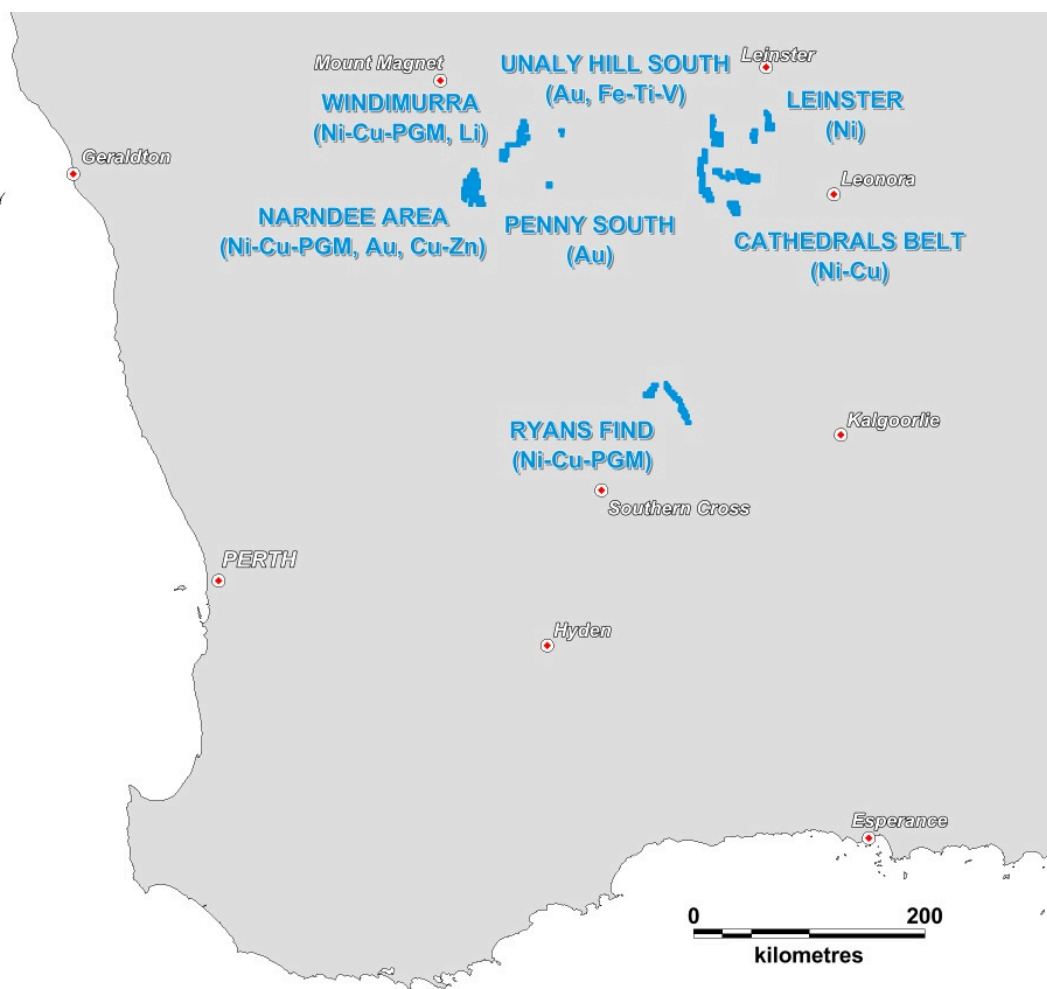 Mount Magnet
UNALY HILL SOUTH
(Au, Fe-Ti-V)
Leinster
WINDIMURRA
(Ni-Cu-PGM, Li)
LEINSTER
(Ni)
Geraldton
Leonora
NARNDEE AREA
(Ni-Cu-PGM, Au, Cu-Zn)
PENNY SOUTH
(Au)
CATHEDRALS BELT
(Ni-Cu)
RYANS FIND
(Ni-Cu-PGM)
Kalgoorlie
Southern Cross
PERTH
Hyden
Esperance
0 200
kilometres